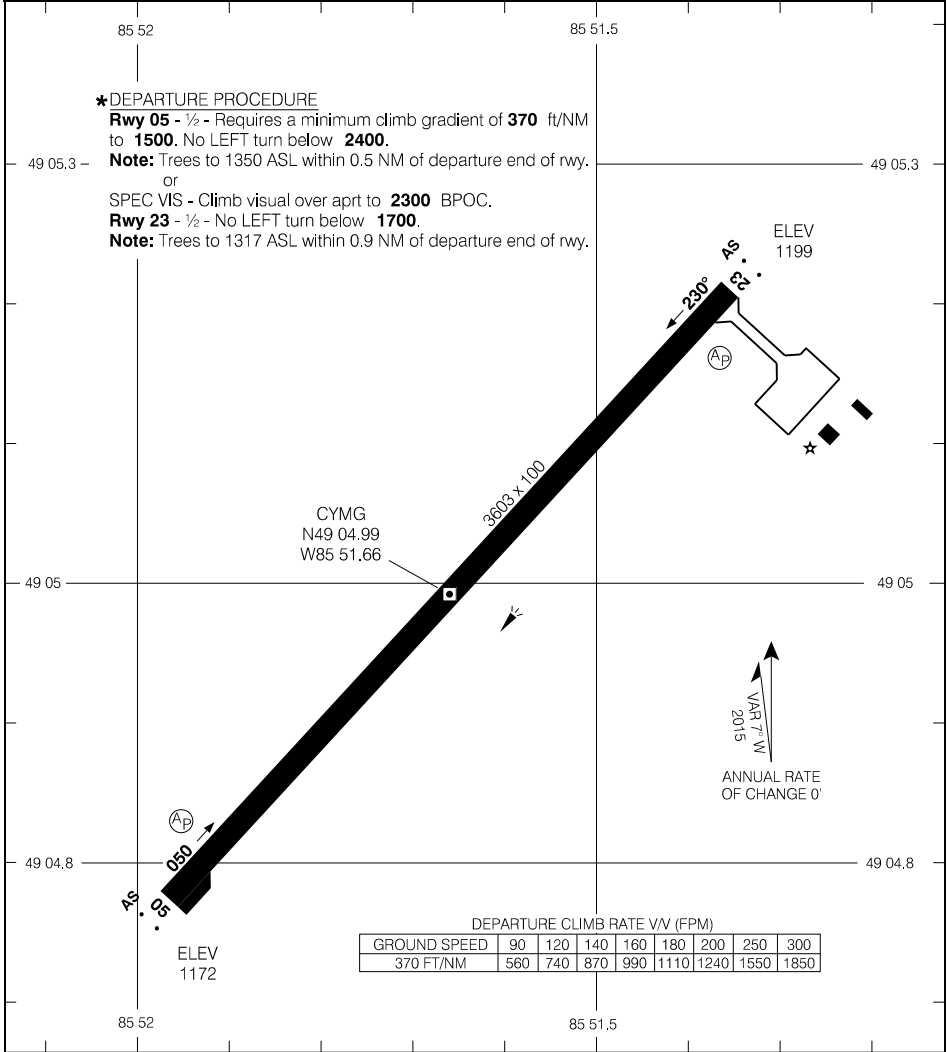 85 52 85 51.5
*DEPARTURE PROCEDURE
Rwy 05 - ½ - Requires a minimum climb gradient of 370 ft/NM
to 1500. No LEFT turn below 2400.
Note: Trees to 1350 ASL within 0.5 NM of departure end of rwy.
49 05.3 49 05.3
or
SPEC VIS - Climb visual over aprt to 2300 BPOC.
Rwy 23 - ½ - No LEFT turn below 1700.
Note: Trees to 1317 ASL within 0.9 NM of departure end of rwy.
ELEV
1199
AS
23
230°
AP
3603 x 100
CYMG
N49 04.99
W85 51.66
49 05 49 05
VAR 7° W
2015
ANNUAL RATE
OF CHANGE 0'
AP
050
49 04.8 49 04.8
AS
05
ELEV
1172
DEPARTURE CLIMB RATE V/V (FPM)
GROUND SPEED 90 120 140 160 180 200 250 300
370 FT/NM 560 740 870 990 1110 1240 1550 1850
85 52 85 51.5